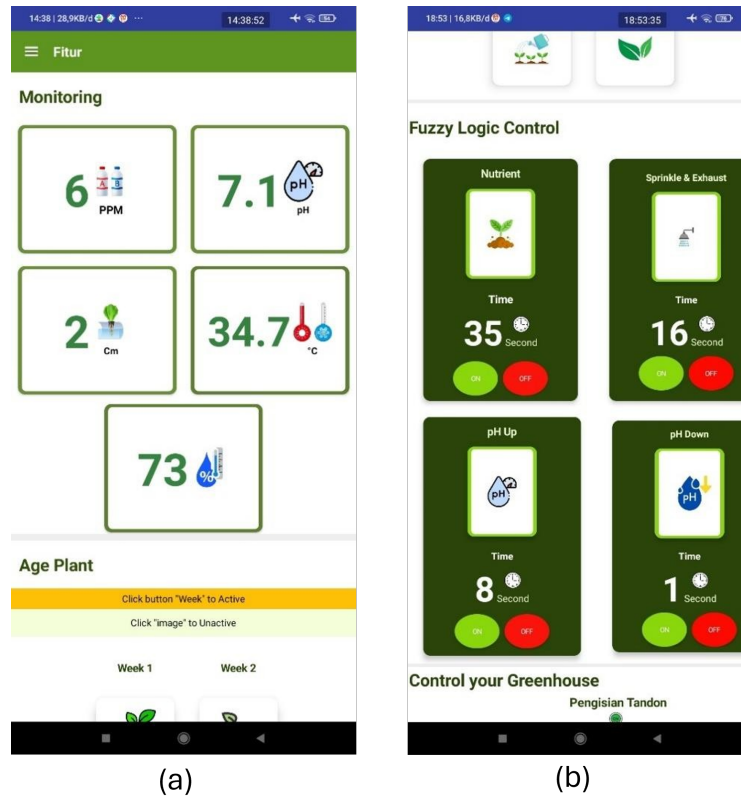 14:38 | 28,9KB/d
14:38:52
Fitur
Monitoring
6
A B
PPM
7.1
pH
pH
2
Cm
34.7
°C
73
%
Age Plant
Click button "Week" to Active
Click "image" to Unactive
Week 1
Week 2
(a)
18:53 | 16,8KB/d
18:53:35
76
Fuzzy Logic Control
Nutrient
Time
35 Second
ON OFF
Sprinkle & Exhaust
Time
16 Second
ON OFF
pH Up
pH
Time
8 Second
ON OFF
pH Down
pH
Time
1 Second
ON OFF
Control your Greenhouse
Pengisian Tandon
(b)